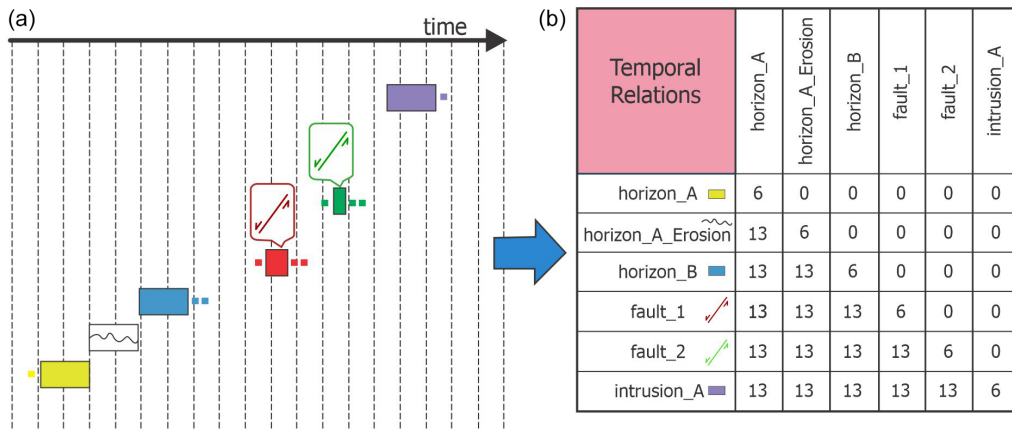 (a)
time
(b)
Temporal
Relations
horizon_A
horizon_A_Erosion
horizon_B
fault_1
fault_2
intrusion_A
horizon_A 6 0 0 0 0 0
horizon_A_Erosion 13 6 0 0 0 0
horizon_B 13 13 6 0 0 0
fault_1 13 13 13 6 0 0
fault_2 13 13 13 13 6 0
intrusion_A 13 13 13 13 13 6